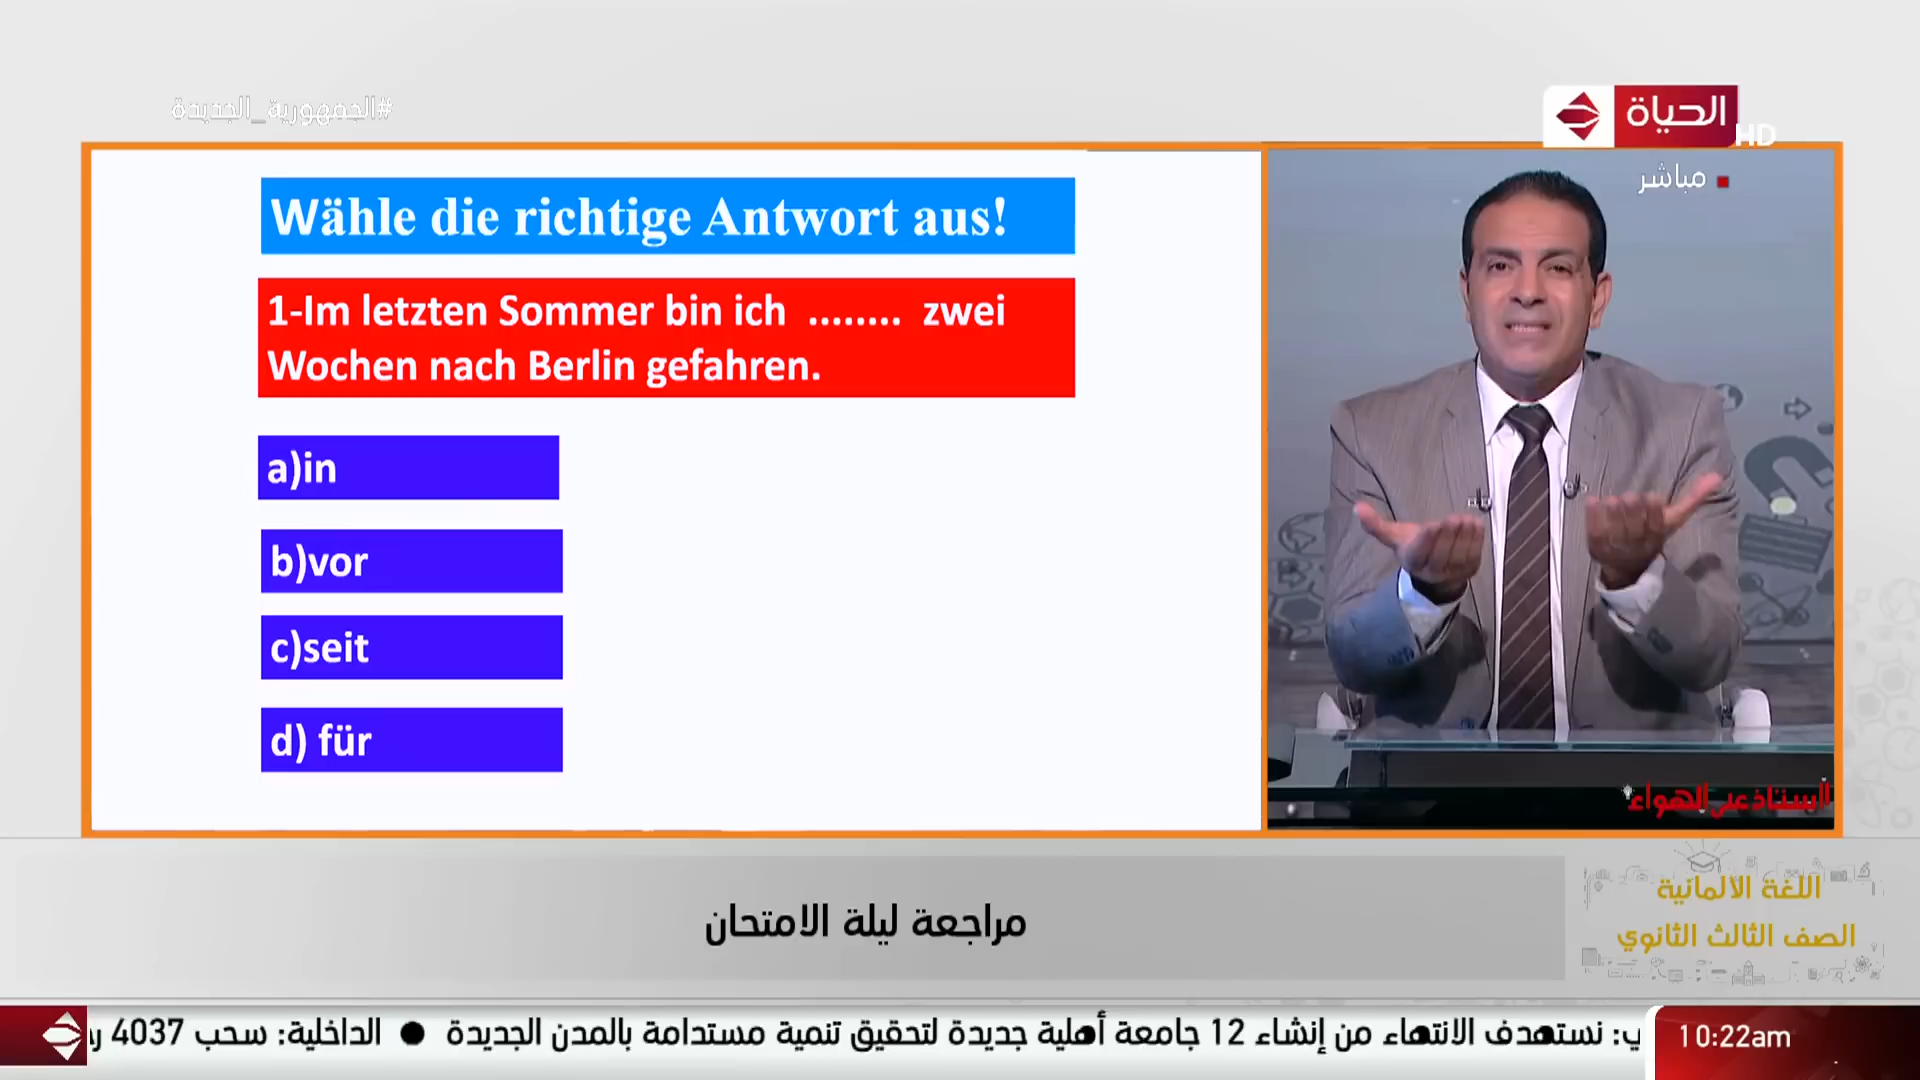 #الجمهورية_الجديدة
الحياة
HD
مباشر
Wähle die richtige Antwort aus!
1-Im letzten Sommer bin ich ........ zwei
Wochen nach Berlin gefahren.
a)in
b)vor
c)seit
d) für
أستاذ على الهواء
اللغة الالمانية
الصف الثالث الثانوي
مراجعة ليلة الامتحان
ي: نستهدف الانتهاء من إنشاء 12 جامعة أهلية جديدة لتحقيق تنمية مستدامة بالمدن الجديدة ● الداخلية: سحب 4037
10:22am